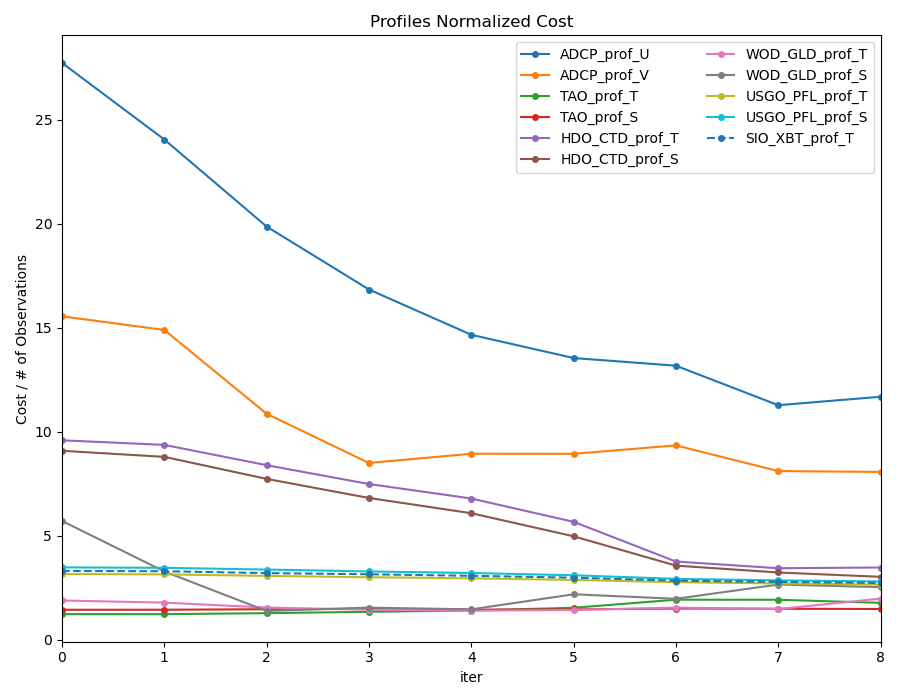 Profiles Normalized Cost
ADCP_prof_U
ADCP_prof_V
TAO_prof_T
TAO_prof_S
HDO_CTD_prof_T
HDO_CTD_prof_S
WOD_GLD_prof_T
WOD_GLD_prof_S
USGO_PFL_prof_T
USGO_PFL_prof_S
SIO_XBT_prof_T
Cost / # of Observations
25
20
15
10
5
0
0 1 2 3 4 5 6 7 8
iter